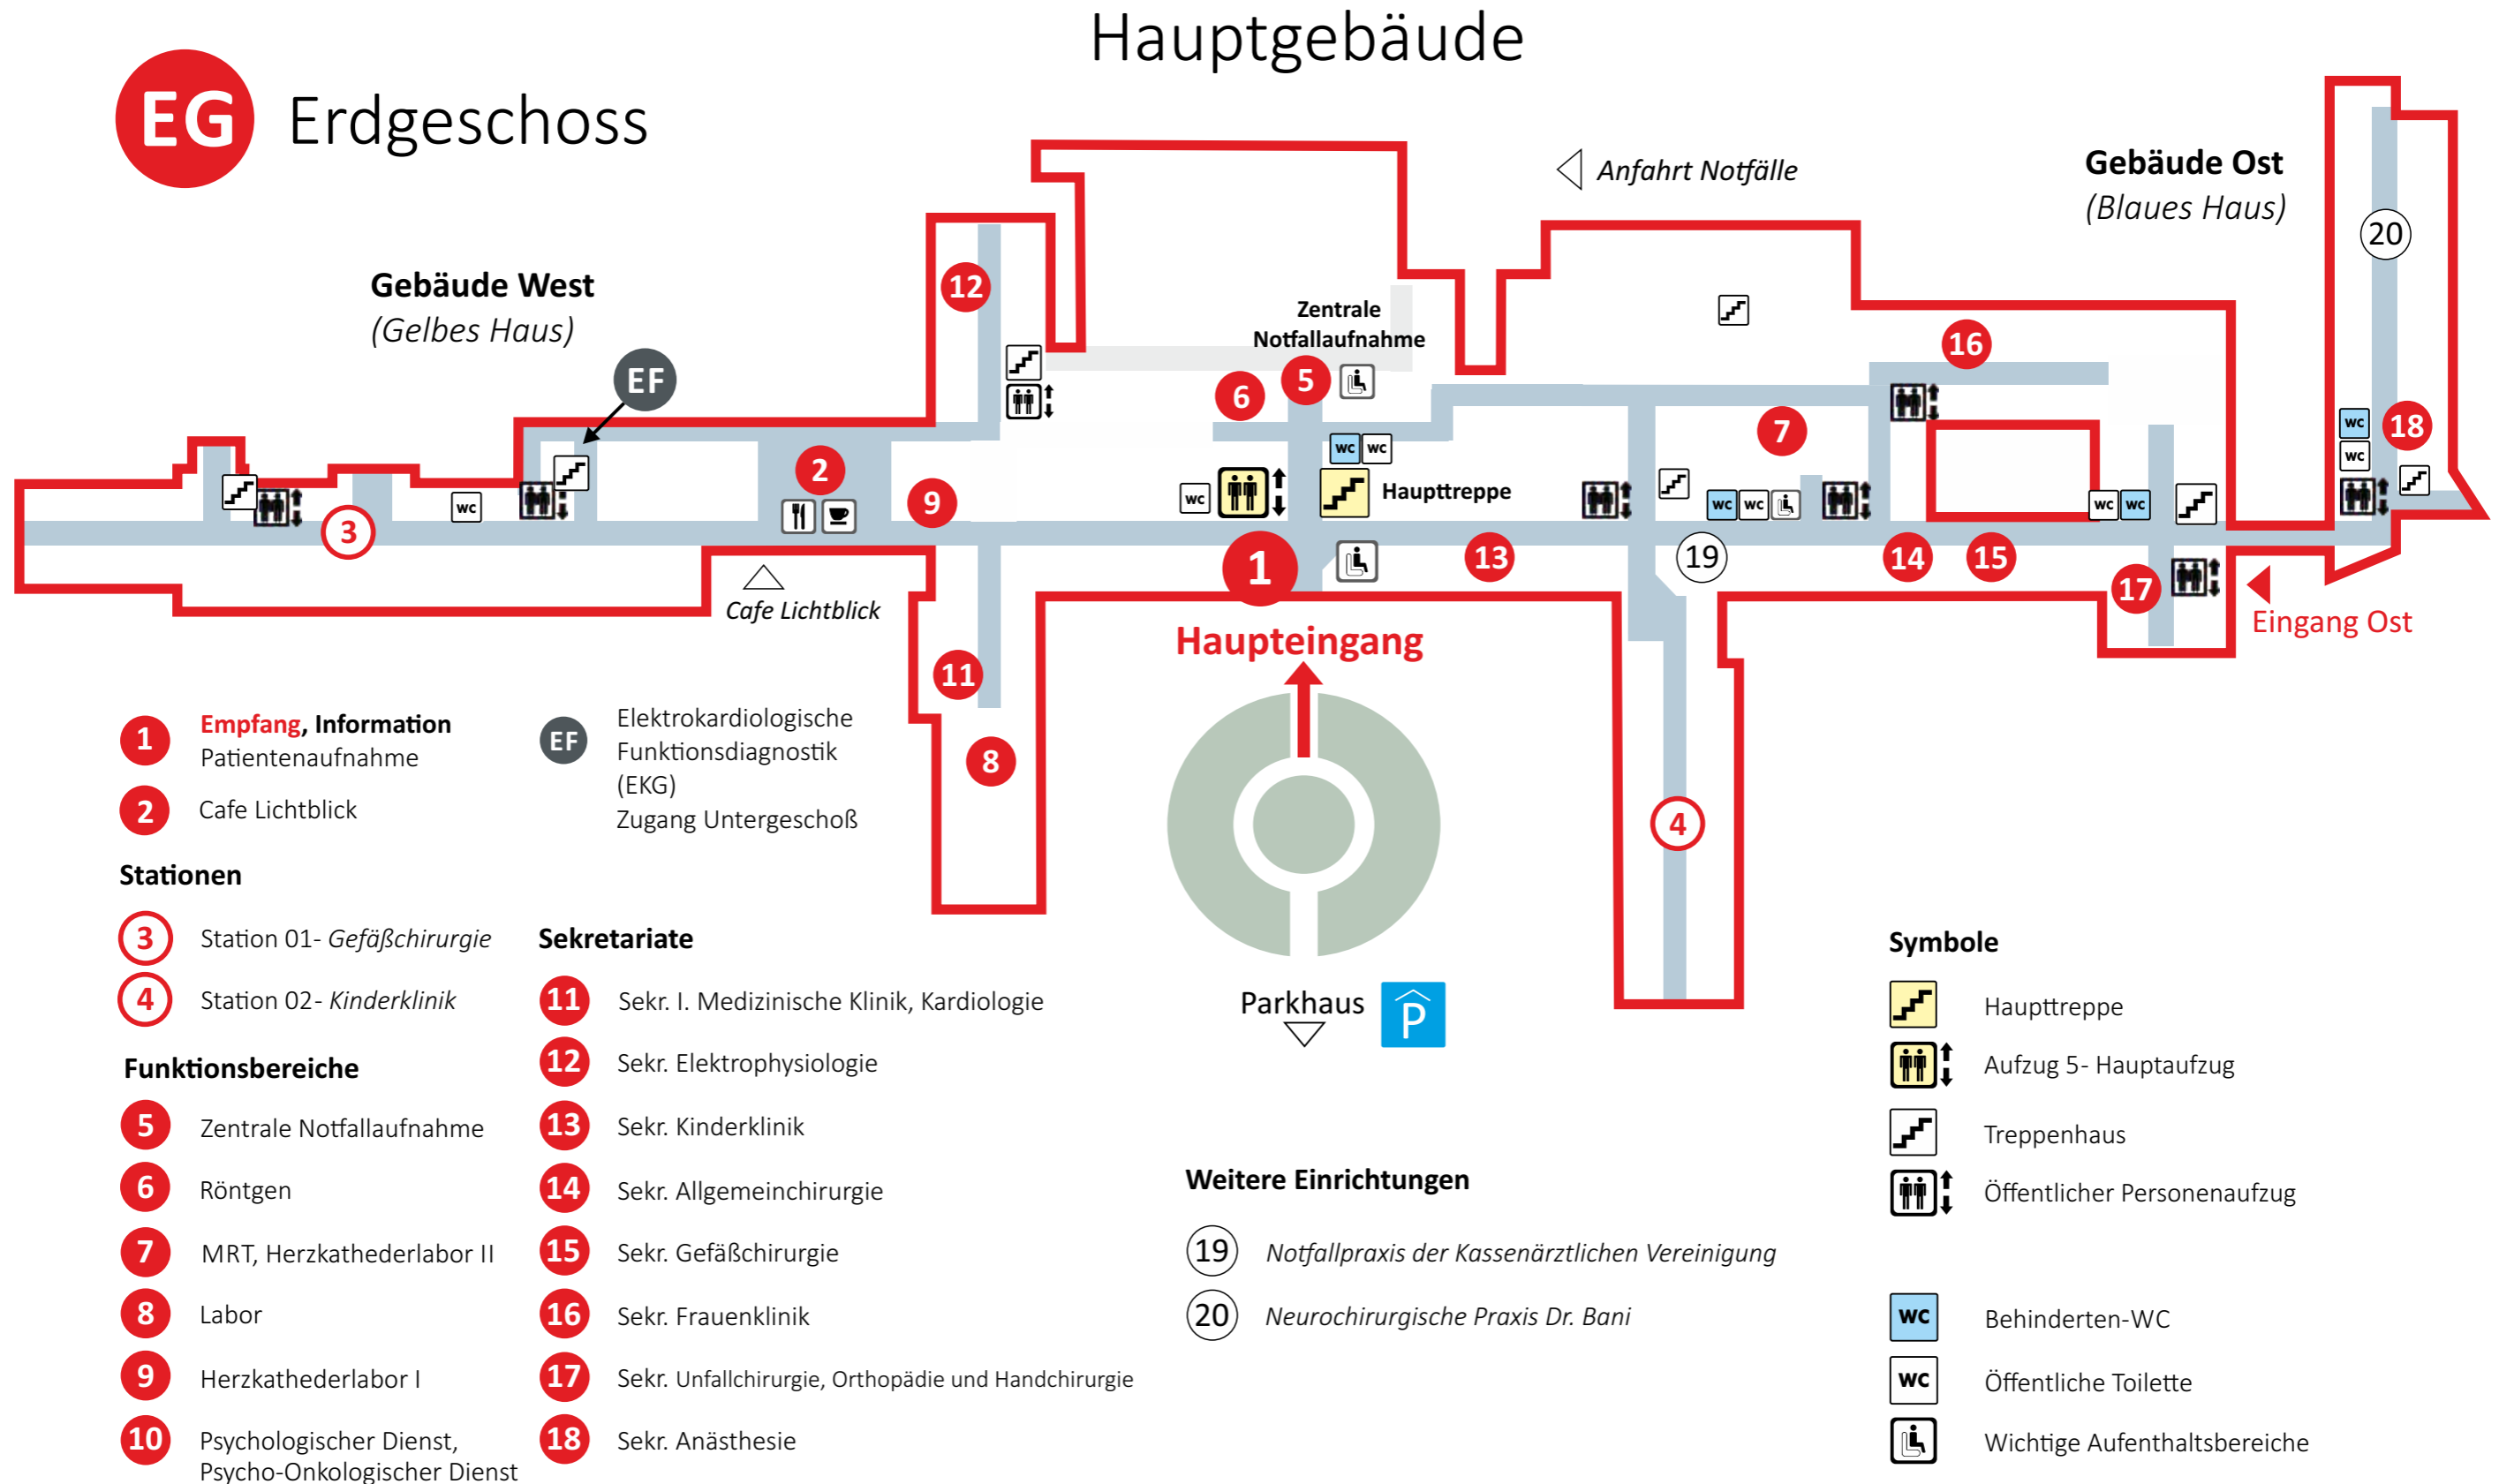 Hauptgebäude
EG Erdgeschoss
Anfahrt Notfälle
Gebäude Ost
(Blaues Haus)
20
Gebäude West
(Gelbes Haus)
12
Zentrale
Notfallaufnahme
16
EF
6
5
7
18
wc
wc
wc
wc
2
9
wc
wc
Haupttreppe
wc
wc
wc
wc
3
1
13
19
14
15
17
Cafe Lichtblick
Haupteingang
Eingang Ost
11
8
4
Parkhaus
P
1 Empfang, Information
Patientenaufnahme
2 Cafe Lichtblick
EF Elektrokardiologische
Funktionsdiagnostik
(EKG)
Zugang Untergeschoß
Stationen
3 Station 01- Gefäßchirurgie
4 Station 02- Kinderklinik
Funktionsbereiche
5 Zentrale Notfallaufnahme
6 Röntgen
7 MRT, Herzkathederlabor II
8 Labor
9 Herzkathederlabor I
10 Psychologischer Dienst,
Psycho-Onkologischer Dienst
Sekretariate
11 Sekr. I. Medizinische Klinik, Kardiologie
12 Sekr. Elektrophysiologie
13 Sekr. Kinderklinik
14 Sekr. Allgemeinchirurgie
15 Sekr. Gefäßchirurgie
16 Sekr. Frauenklinik
17 Sekr. Unfallchirurgie, Orthopädie und Handchirurgie
18 Sekr. Anästhesie
Weitere Einrichtungen
19 Notfallpraxis der Kassenärztlichen Vereinigung
20 Neurochirurgische Praxis Dr. Bani
Symbole
Haupttreppe
Aufzug 5- Hauptaufzug
Treppenhaus
Öffentlicher Personenaufzug
WC Behinderten-WC
WC Öffentliche Toilette
Wichtige Aufenthaltsbereiche